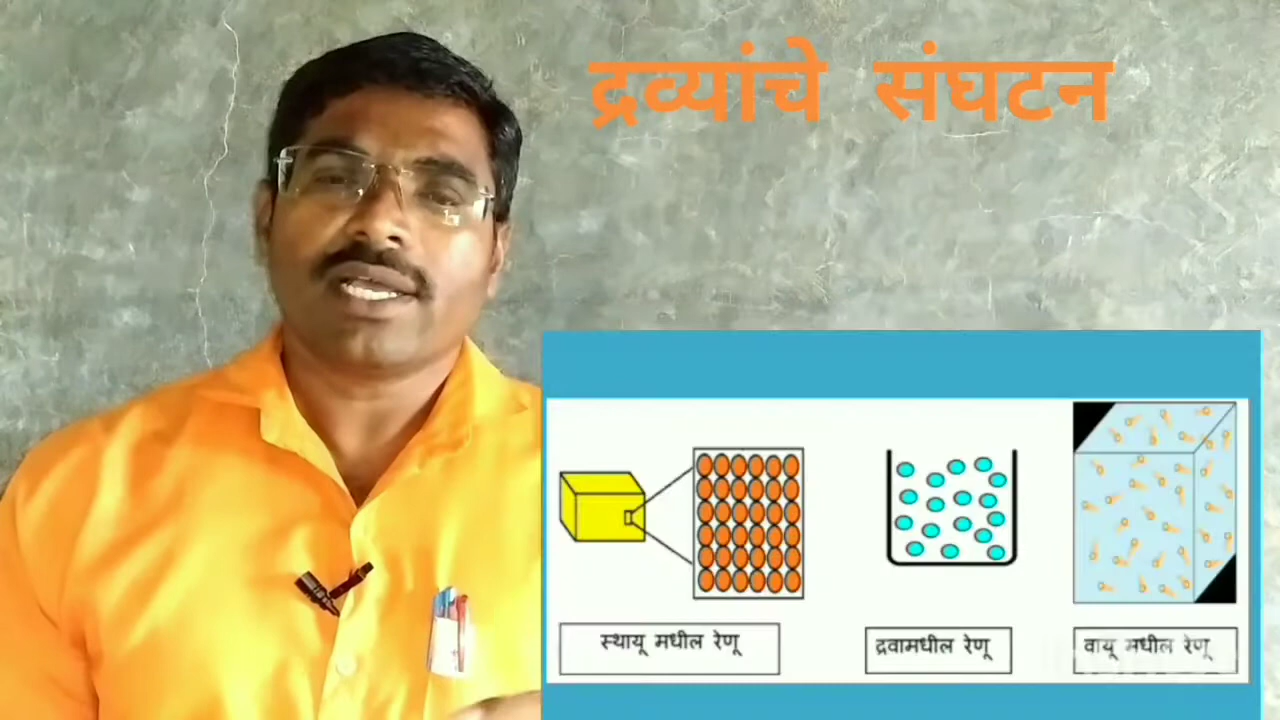 द्रव्यांचे संघटन
स्थायू मधील रेणू
द्रवामधील रेणू
वायू मधील रेणू